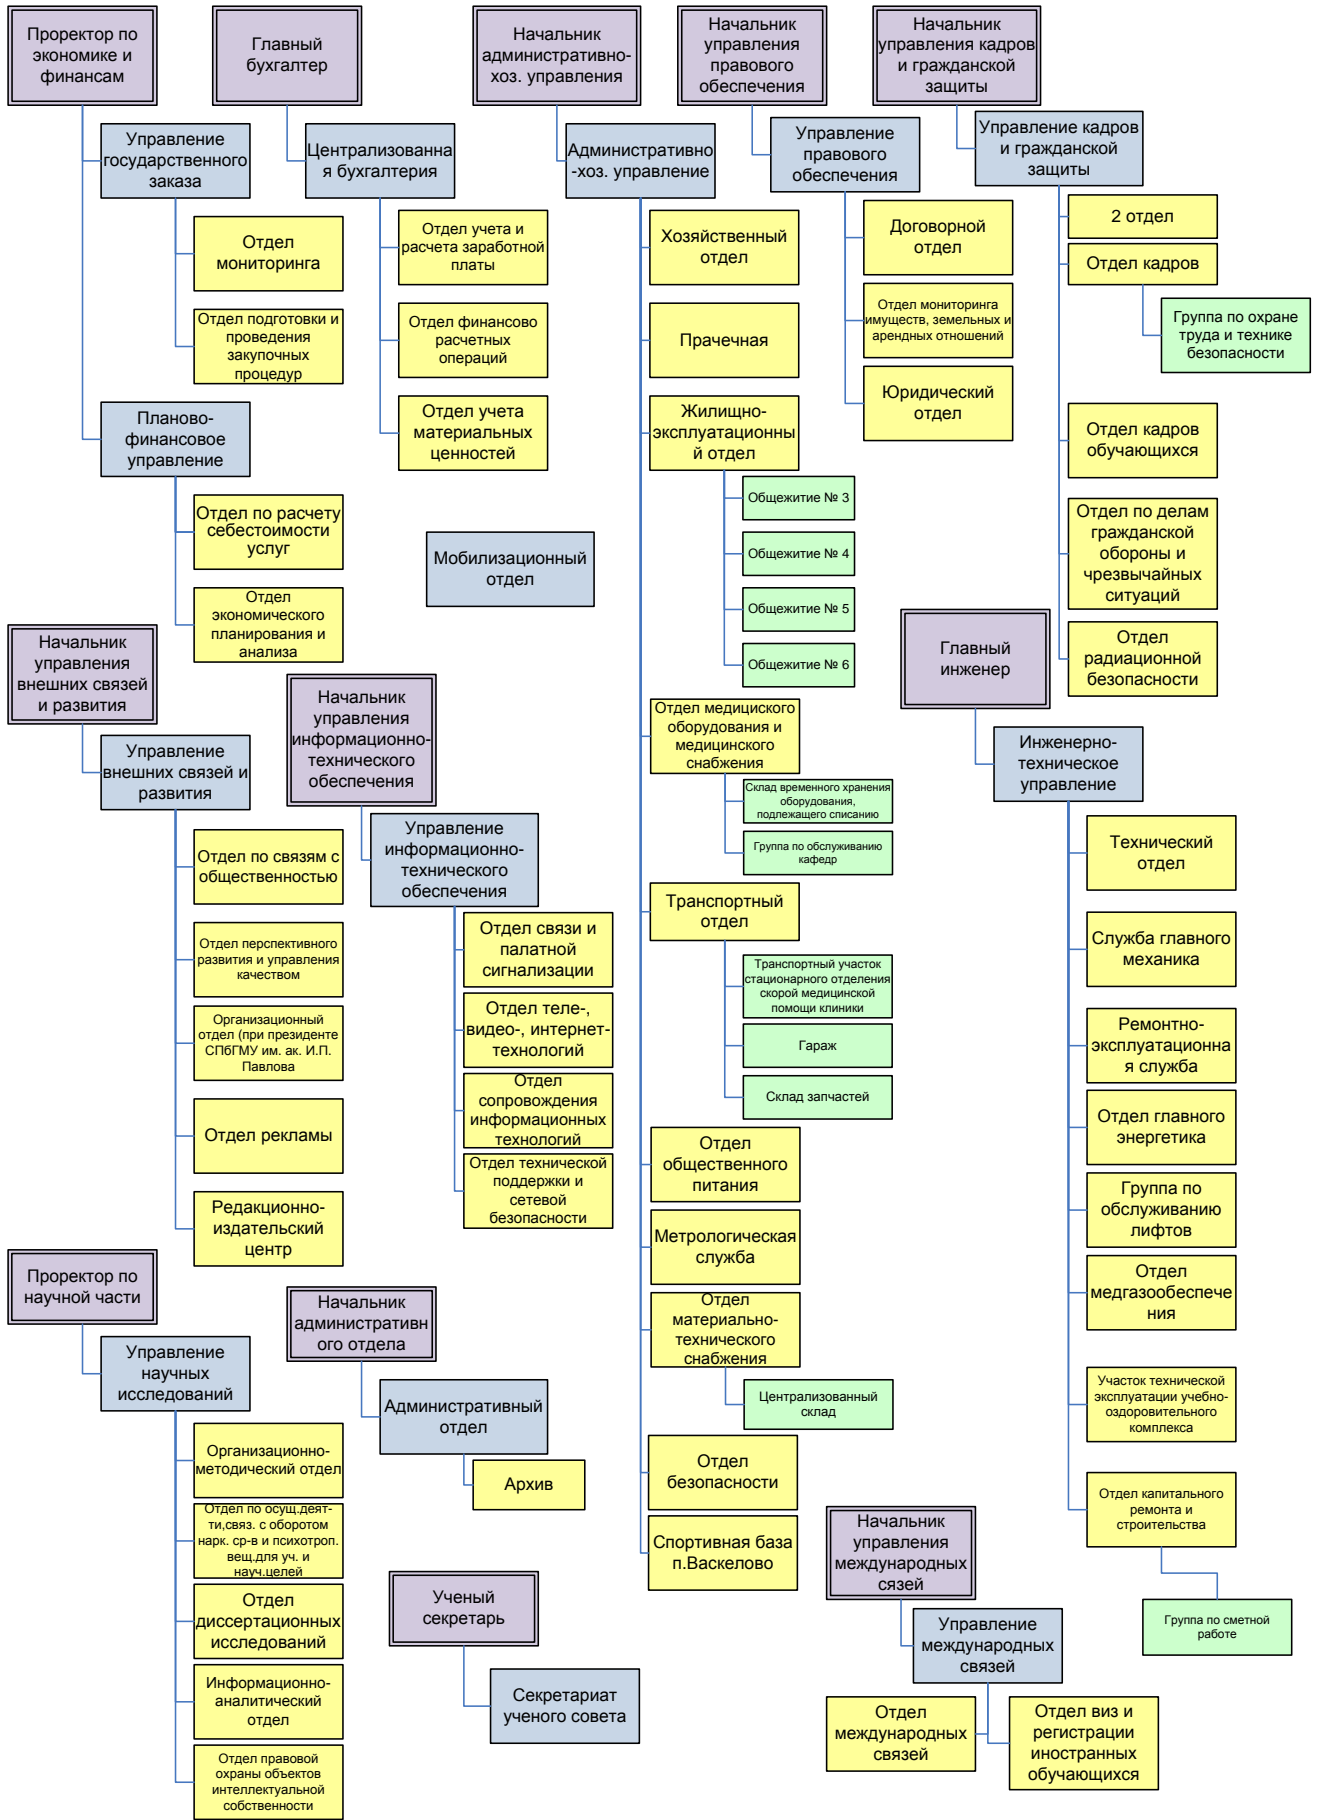 Проректор по
экономике и
финансам
Управление
государственного
заказа
Отдел
мониторинга
Отдел подготовки и
проведения
закупочных
процедур
Планово-
финансовое
управление
Отдел по расчету
себестоимости
услуг
Отдел
экономического
планирования и
анализа
Главный
бухгалтер
Централизованна
я бухгалтерия
Отдел учета и
расчета заработной
платы
Отдел финансово
расчетных
операций
Отдел учета
материальных
ценностей
Мобилизационный
отдел
Начальник
административно-
хоз. управления
Административно
-хоз. управление
Хозяйственный
отдел
Прачечная
Жилищно-
эксплуатационны
й отдел
Общежитие № 3
Общежитие № 4
Общежитие № 5
Общежитие № 6
Отдел медициского
оборудования и
медицинского
снабжения
Склад временного хранения
оборудования,
подлежащего списанию
Группа по обслуживанию
кафедр
Транспортный
отдел
Транспортный участок
стационарного отделения
скорой медицинской
помощи клиники
Гараж
Склад запчастей
Отдел
общественного
питания
Метрологическая
служба
Отдел
материально-
технического
снабжения
Централизованный
склад
Отдел
безопасности
Спортивная база
п.Васкелово
Начальник
управления
правового
обеспечения
Управление
правового
обеспечения
Договорной
отдел
Отдел мониторинга
имуществ, земельных и
арендных отношений
Юридический
отдел
Начальник
управления кадров
и гражданской
защиты
Управление кадров
и гражданской
защиты
2 отдел
Отдел кадров
Группа по охране
труда и технике
безопасности
Отдел кадров
обучающихся
Отдел по делам
гражданской
обороны и
чрезвычайных
ситуаций
Отдел
радиационной
безопасности
Начальник
управления
внешних связей
и развития
Управление
внешних связей и
развития
Отдел по связям с
общественностью
Отдел перспективного
развития и управления
качеством
Организационный
отдел (при президенте
СПбГМУ им. ак. И.П.
Павлова
Отдел рекламы
Редакционно-
издательский
центр
Начальник
управления
информационно-
технического
обеспечения
Управление
информационно-
технического
обеспечения
Отдел связи и
палатной
сигнализации
Отдел теле-,
видео-, интернет-
технологий
Отдел
сопровождения
информационных
технологий
Отдел технической
поддержки и
сетевой
безопасности
Главный
инженер
Инженерно-
техническое
управление
Технический
отдел
Служба главного
механика
Ремонтно-
эксплуатационна
я служба
Отдел главного
энергетика
Группа по
обслуживанию
лифтов
Отдел
медгазообеспече
ния
Участок технической
эксплуатации учебно-
оздоровительного
комплекса
Отдел капитального
ремонта и
строительства
Группа по сметной
работе
Проректор по
научной части
Управление
научных
исследований
Организационно-
методический отдел
Отдел по осущ.деят-
ти,связ. с оборотом
нарк. ср-в и психотроп.
вещ.для уч. и
науч.целей
Отдел
диссертационных
исследований
Информационно-
аналитический
отдел
Отдел правовой
охраны объектов
интеллектуальной
собственности
Начальник
административн
ого отдела
Административный
отдел
Архив
Ученый
секретарь
Секретариат
ученого совета
Начальник
управления
международных
сязей
Управление
международных
связей
Отдел
международных
связей
Отдел виз и
регистрации
иностранных
обучающихся